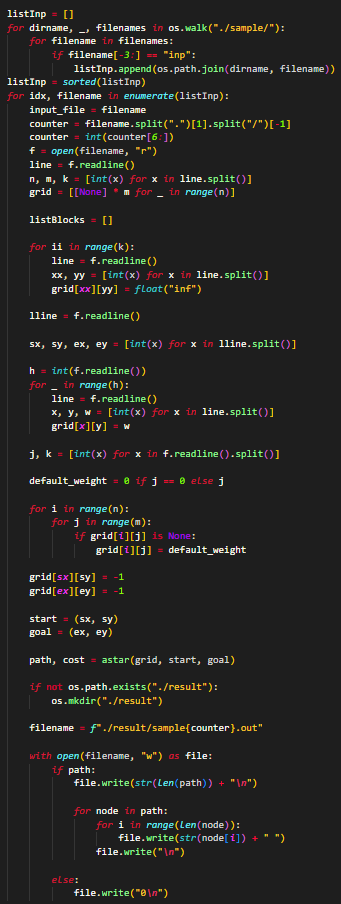 listInp = []
for dirname, _, filenames in os.walk("./sample/"):
    for filename in filenames:
        if filename[-3:] == "inp":
            listInp.append(os.path.join(dirname, filename))
listInp = sorted(listInp)
for idx, filename in enumerate(listInp):
    input_file = filename
    counter = filename.split(".")[1].split("/")[-1]
    counter = int(counter[6:])
    f = open(filename, "r")
    line = f.readline()
    n, m, k = [int(x) for x in line.split()]
    grid = [[None] * m for _ in range(n)]

    listBlocks = []

    for ii in range(k):
        line = f.readline()
        xx, yy = [int(x) for x in line.split()]
        grid[xx][yy] = float("inf")

    lline = f.readline()

    sx, sy, ex, ey = [int(x) for x in lline.split()]

    h = int(f.readline())
    for _ in range(h):
        line = f.readline()
        x, y, w = [int(x) for x in line.split()]
        grid[x][y] = w

    j, k = [int(x) for x in f.readline().split()]

    default_weight = 0 if j == 0 else j

    for i in range(n):
        for j in range(m):
            if grid[i][j] is None:
                grid[i][j] = default_weight

    grid[sx][sy] = -1
    grid[ex][ey] = -1

    start = (sx, sy)
    goal = (ex, ey)

    path, cost = astar(grid, start, goal)

    if not os.path.exists("./result"):
        os.mkdir("./result")

    filename = f"./result/sample{counter}.out"

    with open(filename, "w") as file:
        if path:
            file.write(str(len(path)) + "\n")

            for node in path:
                for i in range(len(node)):
                    file.write(str(node[i]) + " ")
                file.write("\n")

        else:
            file.write("0\n")